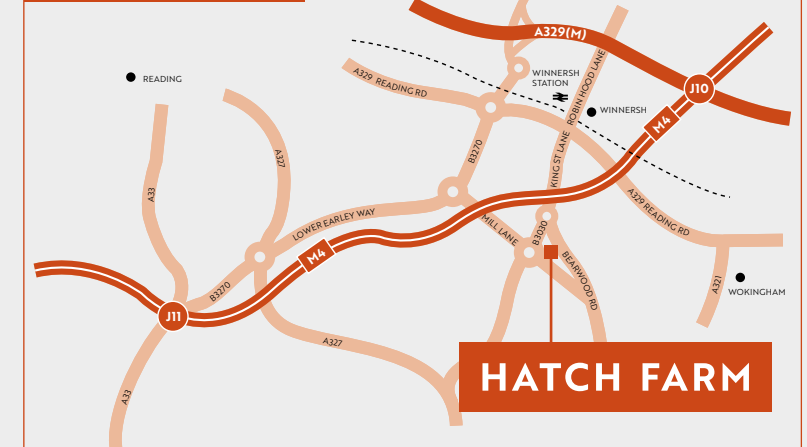 A329(M)
WINNERSH
STATION
ROBIN HOOD LANE
J10
READING
A329 READING RD
WINNERSH
M4
A327
B3270
KING ST LANE
A33
LOWER EARLEY WAY
A329 READING RD
MILL LANE
B3030
M4
BEARWOOD RD
B3270
A321
WOKINGHAM
J11
A327
HATCH FARM
A33